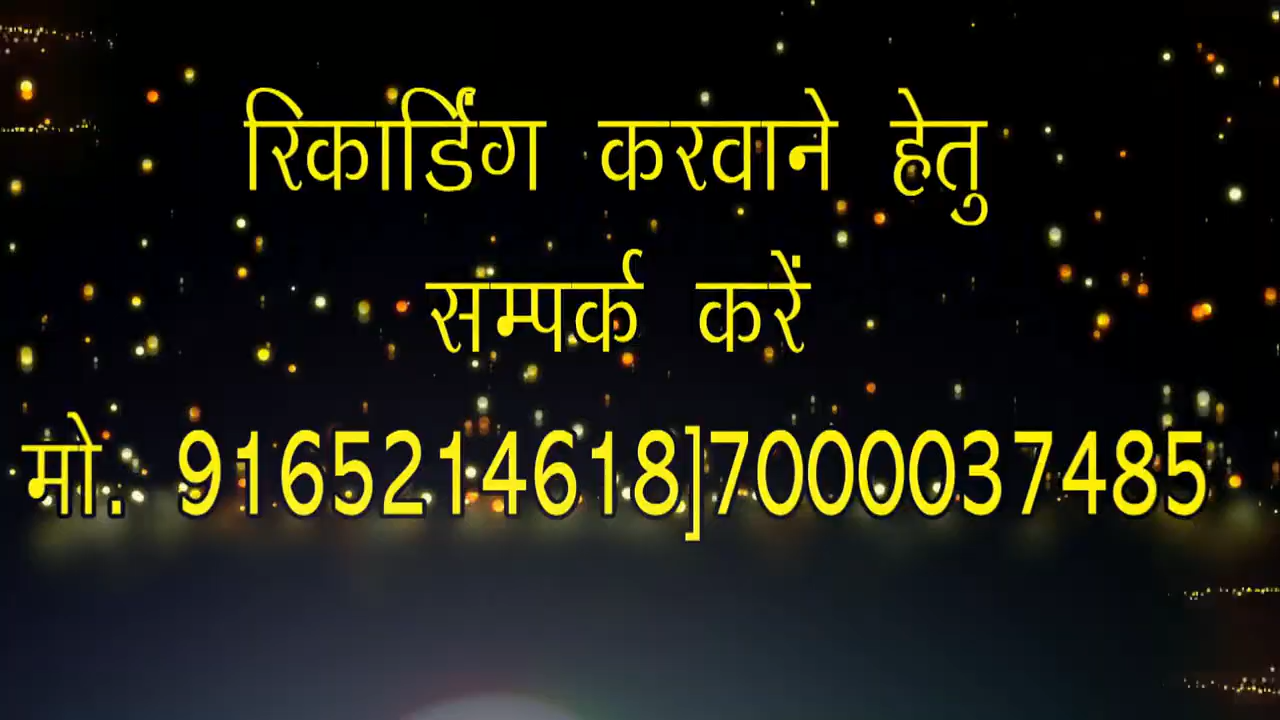 रिकार्डिंग करवाने हेतु
सम्पर्क करें
मो. 9165214618]7000037485